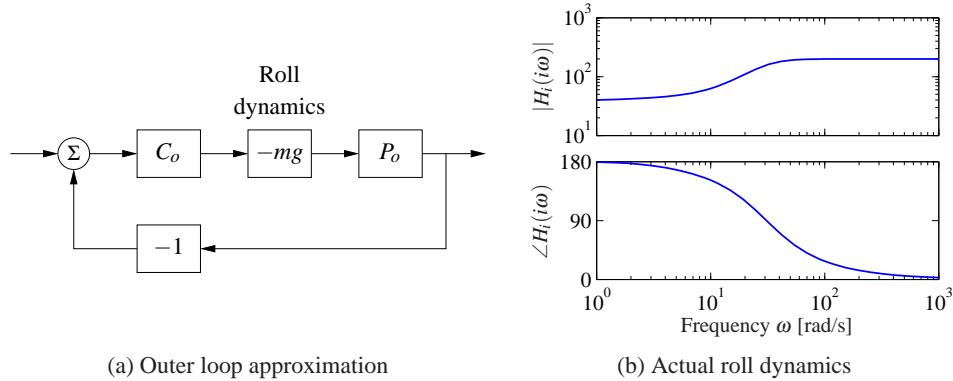 Roll
dynamics
Σ
C_o
−mg
P_o
−1
(a) Outer loop approximation
|H_i(iω)|
10^3
10^2
10^1
∠H_i(iω)
180
90
0
10^0 10^1 10^2 10^3
Frequency ω [rad/s]
(b) Actual roll dynamics